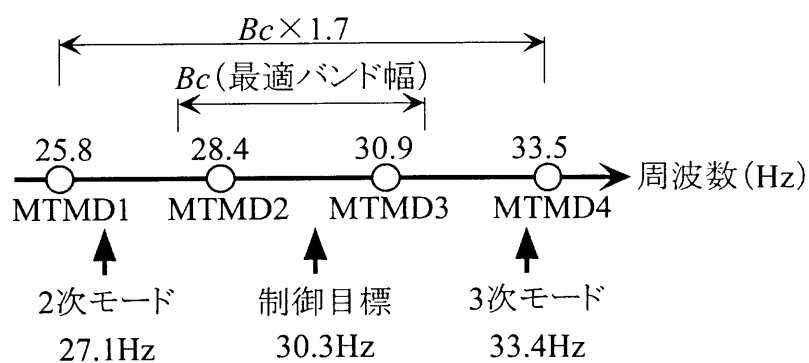 Bc×1.7
Bc(最適バンド幅)
25.8 28.4 30.9 33.5
周波数(Hz)
MTMD1 MTMD2 MTMD3 MTMD4
2次モード 制御目標 3次モード
27.1Hz 30.3Hz 33.4Hz